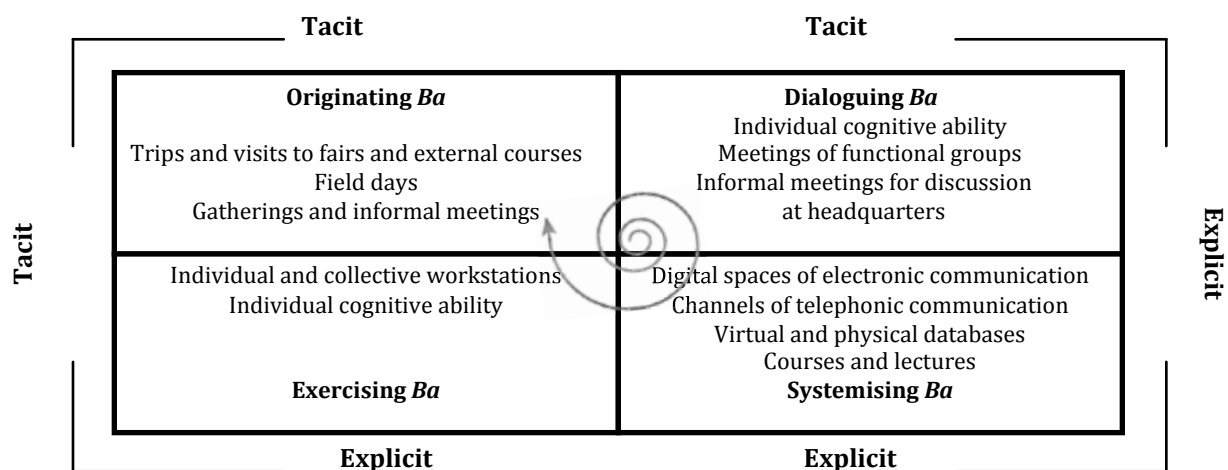 Tacit
Tacit
Tacit
Originating Ba
Trips and visits to fairs and external courses
Field days
Gatherings and informal meetings
Dialoguing Ba
Individual cognitive ability
Meetings of functional groups
Informal meetings for discussion
at headquarters
Explicit
Individual and collective workstations
Individual cognitive ability
Exercising Ba
Digital spaces of electronic communication
Channels of telephonic communication
Virtual and physical databases
Courses and lectures
Systemising Ba
Explicit
Explicit